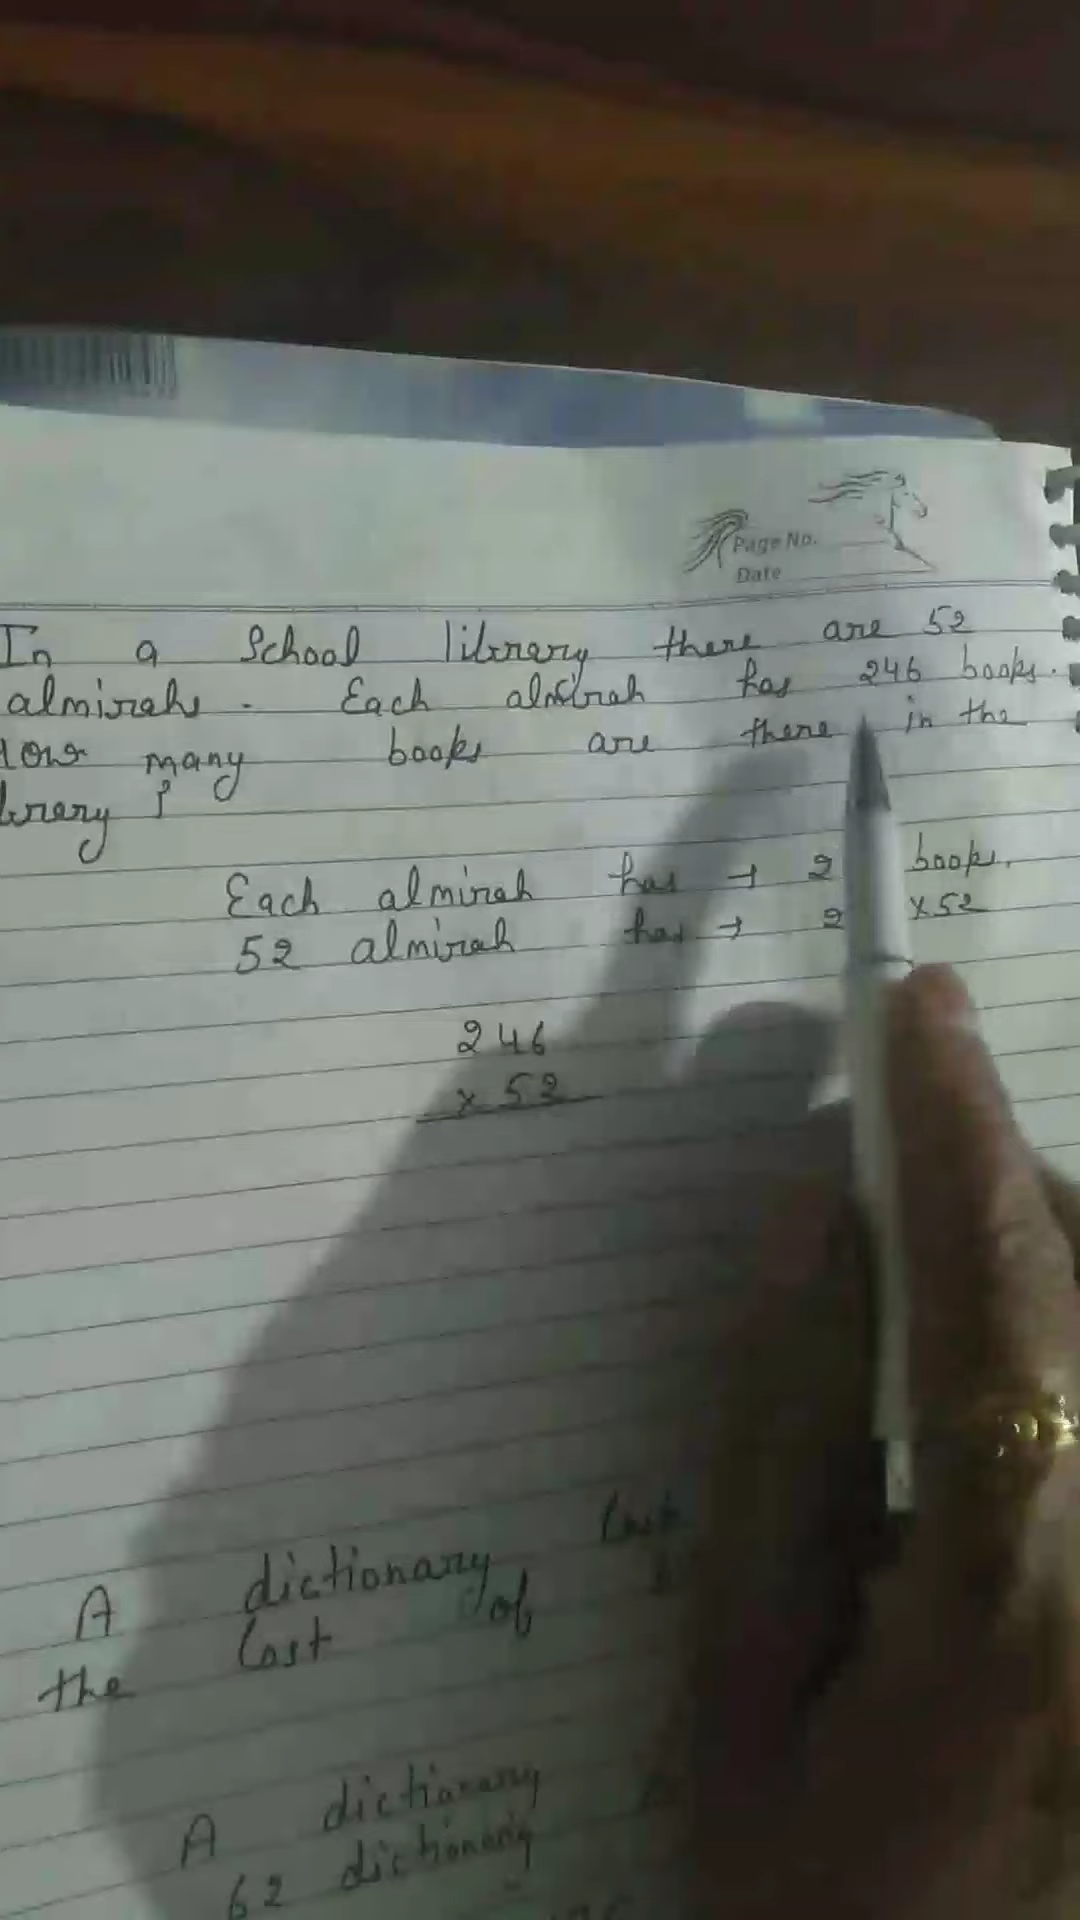 Page No.
Date
In a School library there are 52
almirahs. Each almirah has 246 books.
many books are there in the
Each almirah has → 2 books.
52 almirah has → 2 x52
246
x 52
A dictionary
the Cost of
A dictionary
62 dictionary